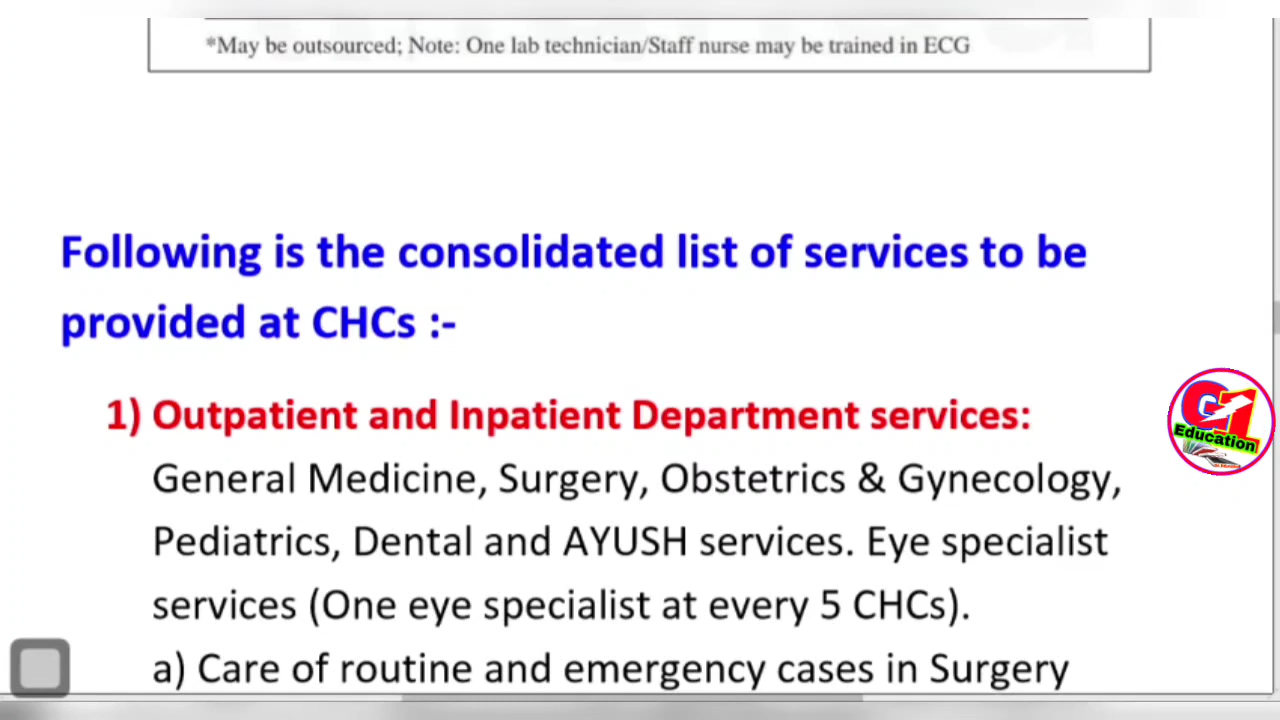 *May be outsourced; Note: One lab technician/Staff nurse may be trained in ECG
Following is the consolidated list of services to be
provided at CHCs :-
1) Outpatient and Inpatient Department services:
General Medicine, Surgery, Obstetrics & Gynecology,
Pediatrics, Dental and AYUSH services. Eye specialist
services (One eye specialist at every 5 CHCs).
a) Care of routine and emergency cases in Surgery
G1
Education